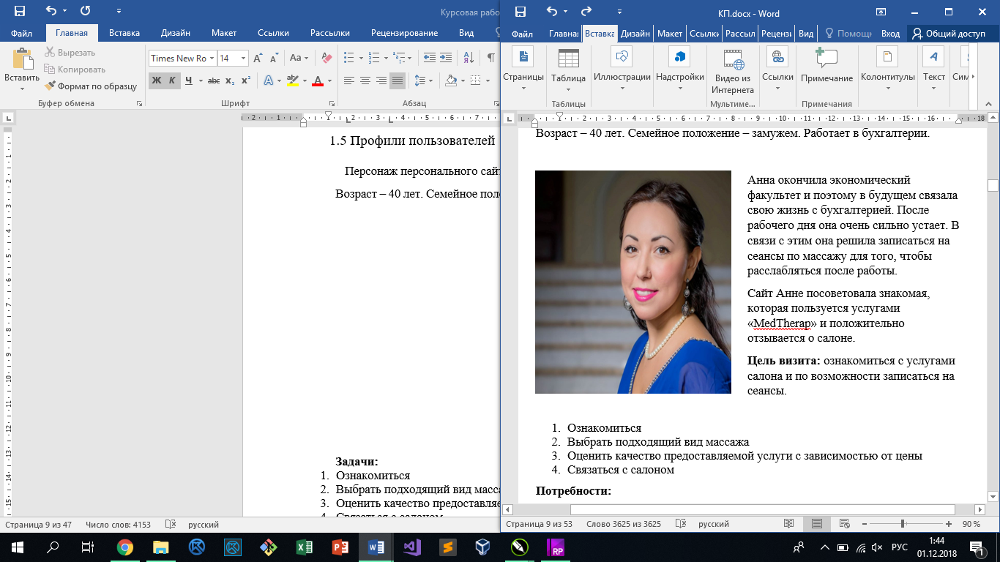 Курсовая рабо
КП.docx - Word
Файл Главная Вставка Дизайн Макет Ссылки Рассылки Рецензирование Вид
Файл Главная Вставка Дизайн Макет Ссылки Рассыл Реценз Вид Помощь Вход Общий доступ
Вставить
Вырезать
Копировать
Формат по образцу
Буфер обмена
Times New Ro 14
Aa
Ж К Ч abc x₂ x²
Шрифт
Абзац
Страницы
Таблица
Таблицы
Иллюстрации
Надстройки
Видео из Интернета
Мультиме...
Ссылки
Примечание
Примечания
Колонтитулы
Текст
Сим
1.5 Профили пользователей
Персонаж персонального сайт
Возраст – 40 лет. Семейное пол
Задачи:
1. Ознакомиться
2. Выбрать подходящий вид масса
3. Оценить качество предоставляе
4. Связаться с салоном
Возраст – 40 лет. Семейное положение – замужем. Работает в бухгалтерии.
Анна окончила экономический
факультет и поэтому в будущем связала
свою жизнь с бухгалтерией. После
рабочего дня она очень сильно устает. В
связи с этим она решила записаться на
сеансы по массажу для того, чтобы
расслабляться после работы.
Сайт Анне посоветовала знакомая,
которая пользуется услугами
«MedTherap» и положительно
отзывается о салоне.
Цель визита: ознакомиться с услугами
салона и по возможности записаться на
сеансы.
1. Ознакомиться
2. Выбрать подходящий вид массажа
3. Оценить качество предоставляемой услуги с зависимостью от цены
4. Связаться с салоном
Потребности:
Страница 9 из 47 Число слов: 4153 русский
Страница 9 из 53 Слово 3625 из 3625 русский 90 %
РУС
1:44
01.12.2018